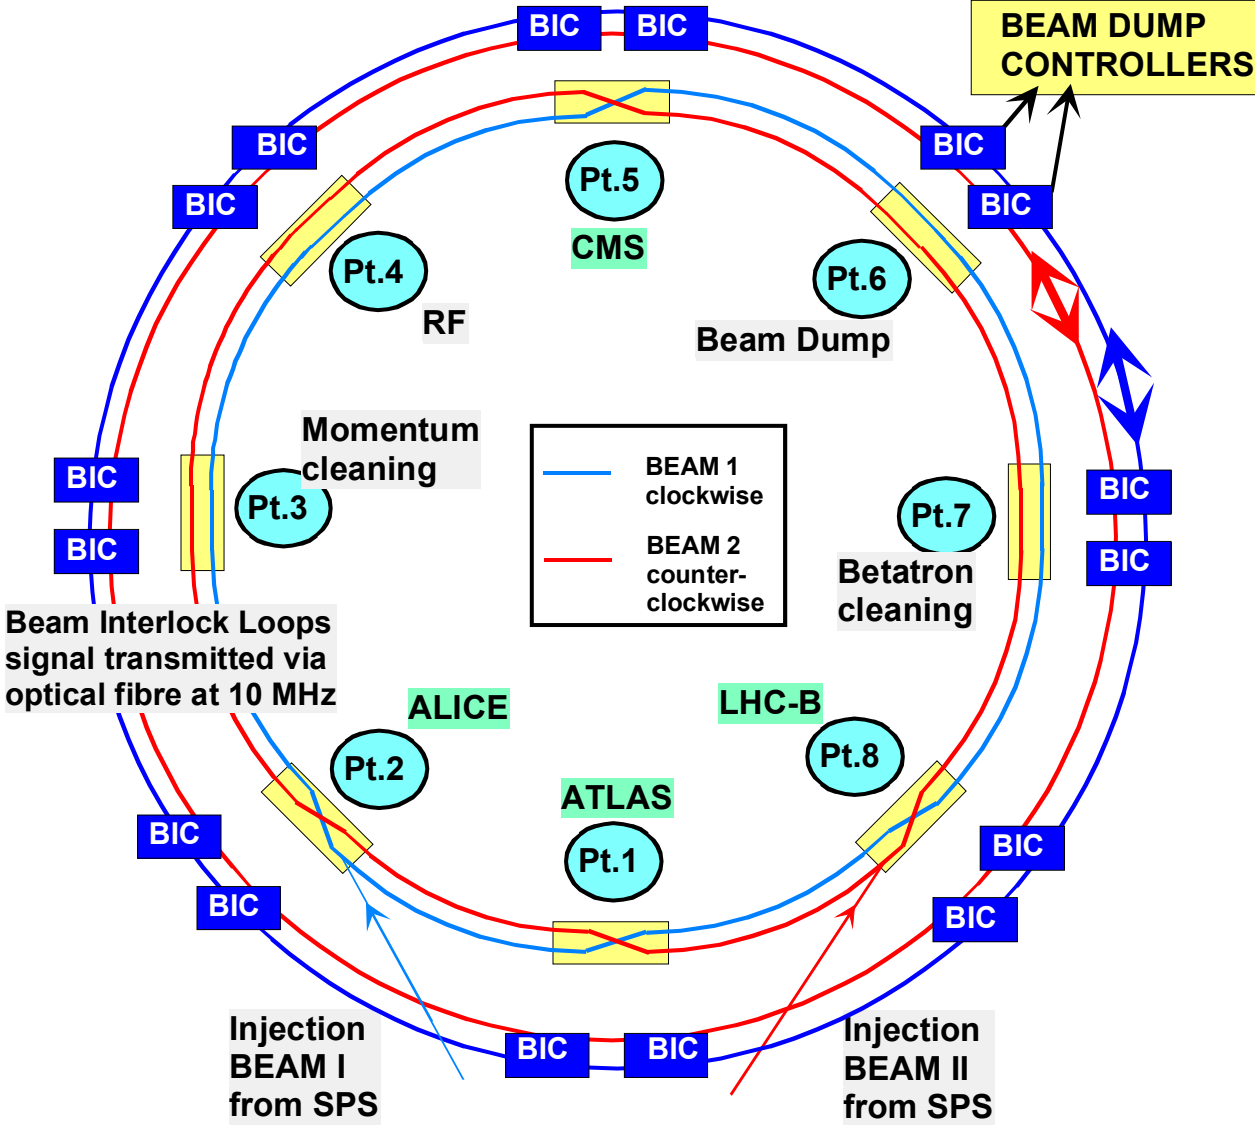 BIC
BIC
BEAM DUMP
CONTROLLERS
BIC
BIC
Pt.5
CMS
BIC
BIC
Pt.4
RF
Pt.6
Beam Dump
Momentum
cleaning
BIC
BIC
Pt.3
BEAM 1
clockwise
BEAM 2
counter-
clockwise
Pt.7
Betatron
cleaning
BIC
BIC
Beam Interlock Loops
signal transmitted via
optical fibre at 10 MHz
ALICE
Pt.2
LHC-B
Pt.8
ATLAS
Pt.1
BIC
BIC
BIC
BIC
Injection
BEAM I
from SPS
BIC
BIC
Injection
BEAM II
from SPS